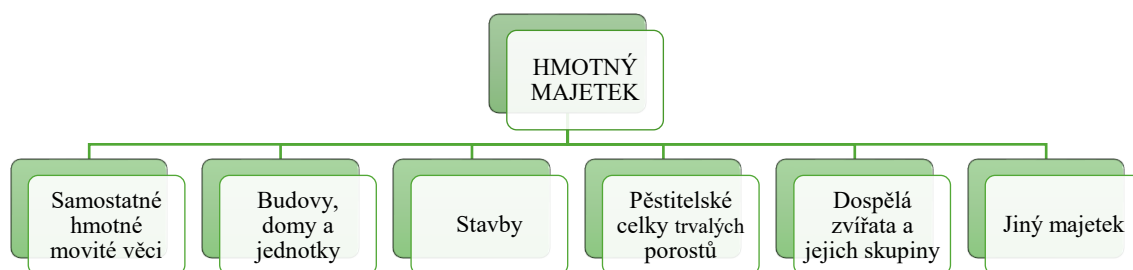 HMOTNÝ
MAJETEK
Samostatné
hmotné
movité věci
Budovy,
domy a
jednotky
Stavby
Pěstitelské
celky trvalých
porostů
Dospělá
zvířata a
jejich skupiny
Jiný majetek